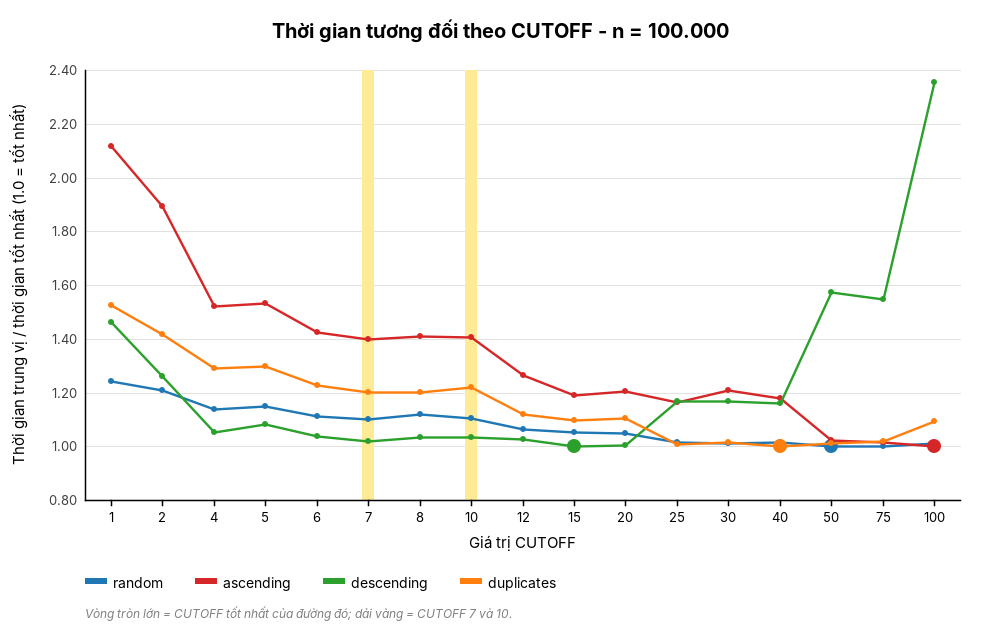 Thời gian tương đối theo CUTOFF - n = 100.000
Thời gian trung vị / thời gian tốt nhất (1.0 = tốt nhất)
2.40
2.20
2.00
1.80
1.60
1.40
1.20
1.00
0.80
1 2 4 5 6 7 8 10 12 15 20 25 30 40 50 75 100
Giá trị CUTOFF
random ascending descending duplicates
Vòng tròn lớn = CUTOFF tốt nhất của đường đó; dải vàng = CUTOFF 7 và 10.